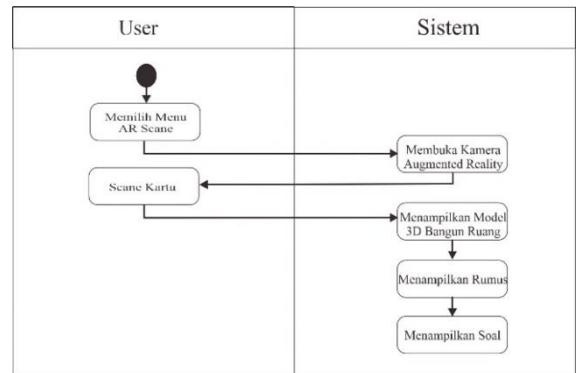 User
Sistem
Memilih Menu
AR Scane
Membuka Kamera
Augmented Reality
Scane Kartu
Menampilkan Model
3D Bangun Ruang
Menampilkan Rumus
Menampilkan Soal